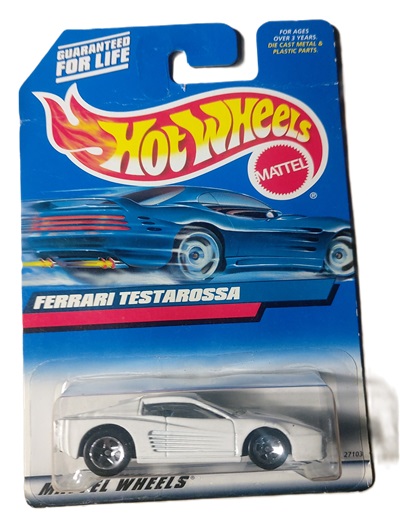 GUARANTEED
FOR LIFE
FOR AGES
OVER 3 YEARS.
DIE CAST METAL &
PLASTIC PARTS.
HOT WHEELS
MATTEL
®
FERRARI TESTAROSSA
27103
WHEELS